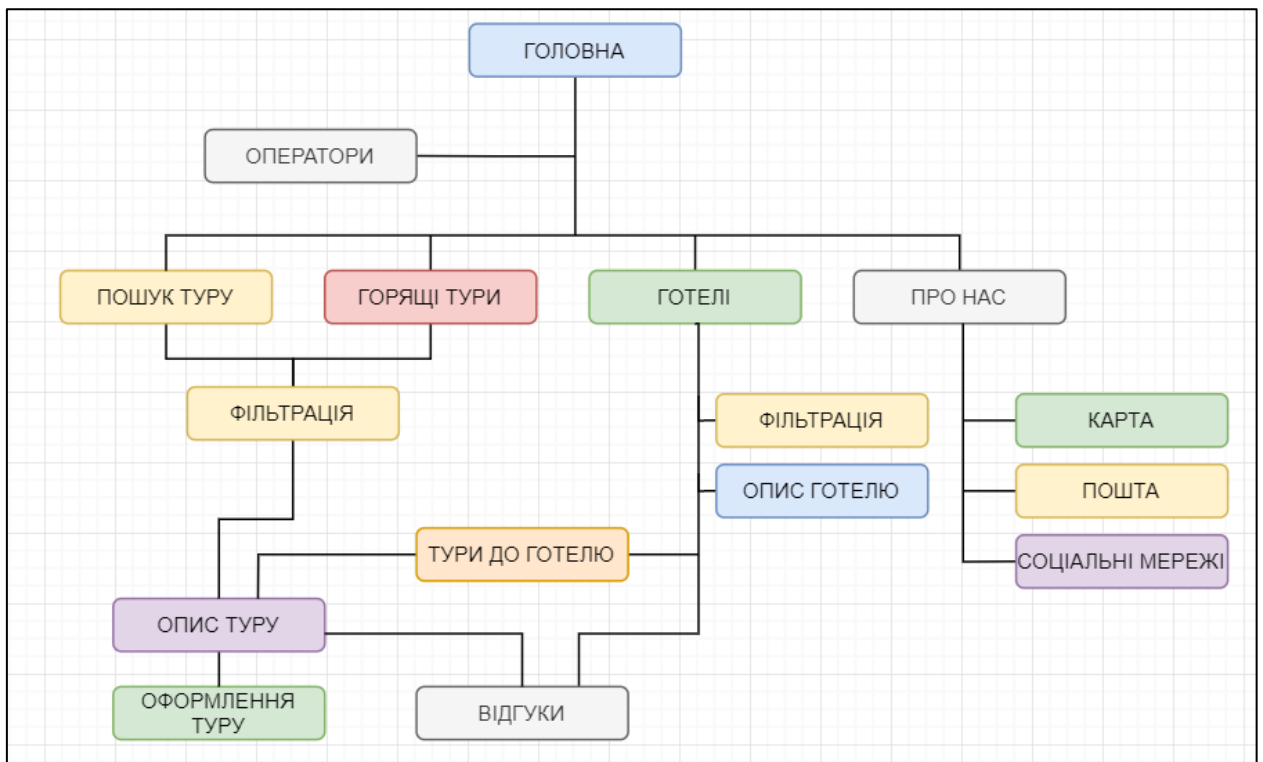 ГОЛОВНА
ОПЕРАТОРИ
ПОШУК ТУРУ
ГОРЯЩІ ТУРИ
ГОТЕЛІ
ПРО НАС
ФІЛЬТРАЦІЯ
ФІЛЬТРАЦІЯ
КАРТА
ОПИС ГОТЕЛЮ
ПОШТА
ТУРИ ДО ГОТЕЛЮ
СОЦІАЛЬНІ МЕРЕЖІ
ОПИС ТУРУ
ОФОРМЛЕННЯ
ТУРУ
ВІДГУКИ